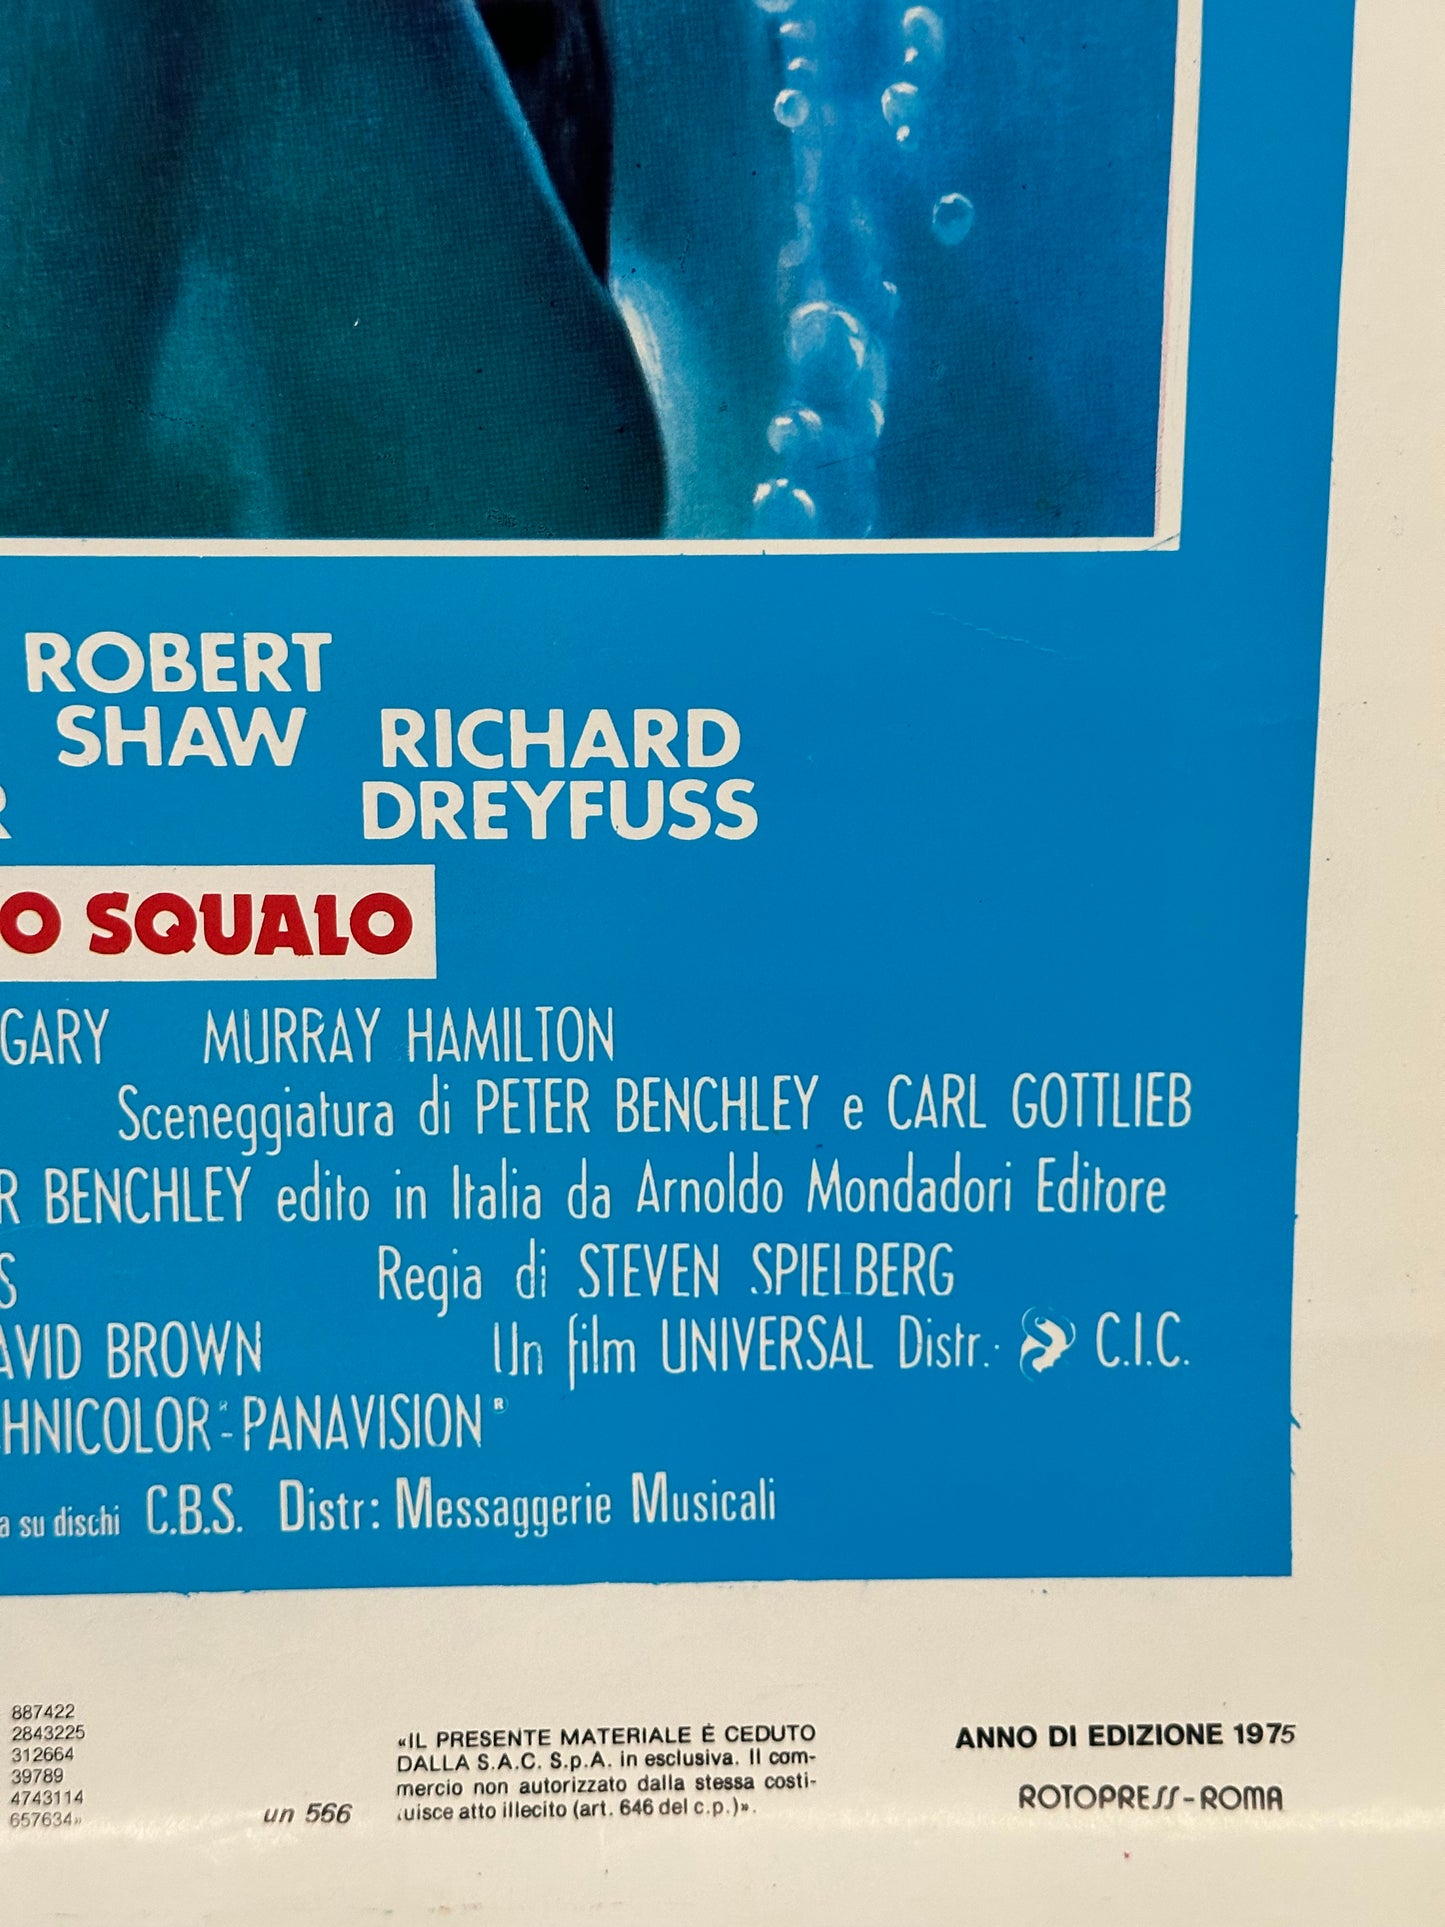 ROBERT
SHAW RICHARD
R DREYFUSS
O SQUALO
GARY MURRAY HAMILTON
Sceneggiatura di PETER BENCHLEY e CARL GOTTLIEB
R BENCHLEY edito in Italia da Arnoldo Mondadori Editore
S Regia di STEVEN SPIELBERG
AVID BROWN Un film UNIVERSAL Distr.: C.I.C.
CHNICOLOR® - PANAVISION®
a su dischi C.B.S. Distr: Messaggerie Musicali
887422
2843225
312664
39789
4743114
657634»
un 566
«IL PRESENTE MATERIALE È CEDUTO
DALLA S.A.C. S.p.A. in esclusiva. Il com-
mercio non autorizzato dalla stessa costi-
tuisce atto illecito (art. 646 del c.p.)».
ANNO DI EDIZIONE 1975
ROTOPRESS-ROMA